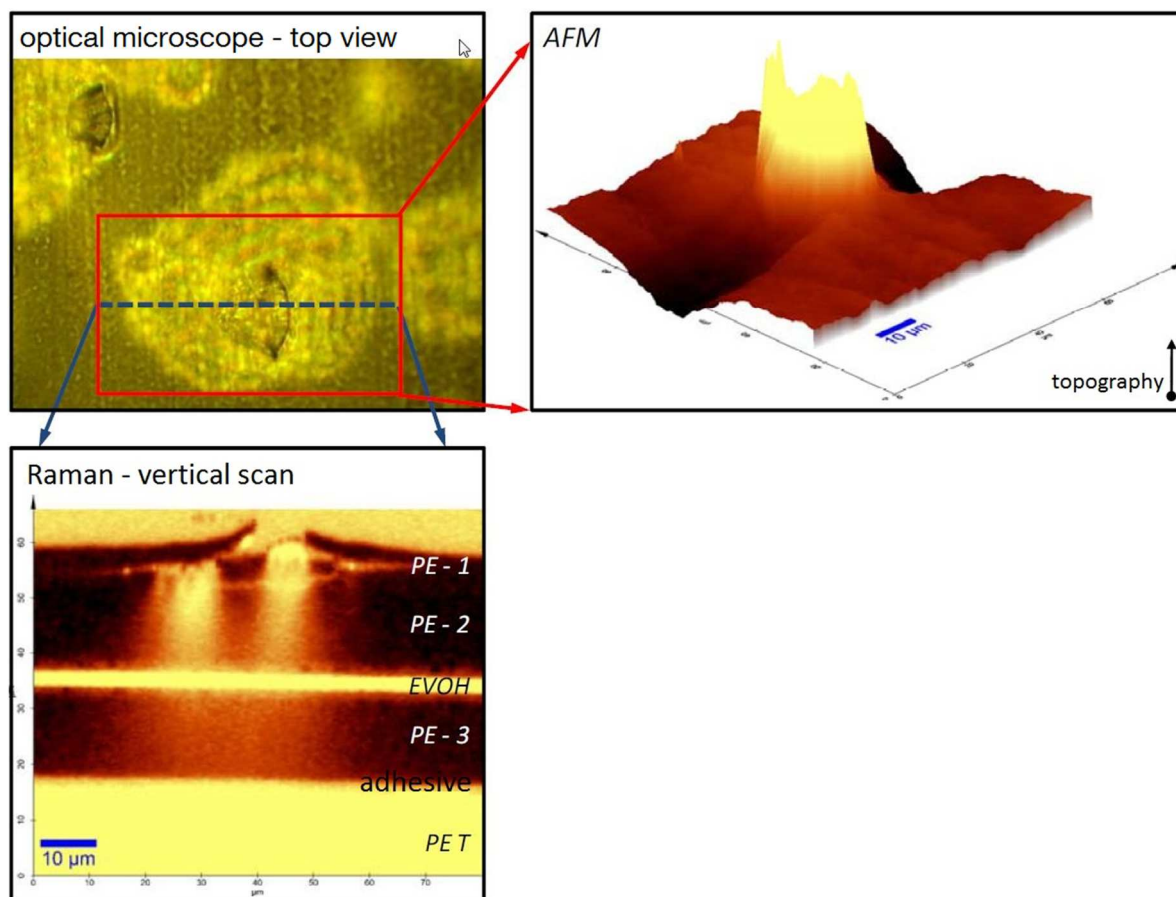 optical microscope - top view
AFM
10 µm
topography
Raman - vertical scan
60
50
40
30
20
10
0
PE - 1
PE - 2
EVOH
PE - 3
adhesive
PE T
10 µm
0 10 20 30 40 50 60 70
µm